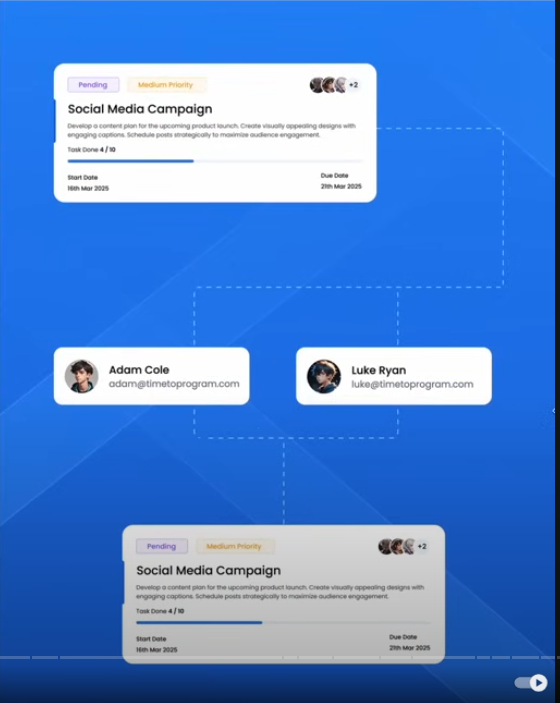 Pending
Medium Priority
+2
Social Media Campaign
Develop a content plan for the upcoming product launch. Create visually appealing designs with
engaging captions. Schedule posts strategically to maximize audience engagement.
Task Done 4 / 10
Start Date
Due Date
16th Mar 2025
21th Mar 2025
Adam Cole
adam@timetoprogram.com
Luke Ryan
luke@timetoprogram.com
Pending
Medium Priority
+2
Social Media Campaign
Develop a content plan for the upcoming product launch. Create visually appealing designs with
engaging captions. Schedule posts strategically to maximize audience engagement.
Task Done 4 / 10
Start Date
Due Date
16th Mar 2025
21th Mar 2025